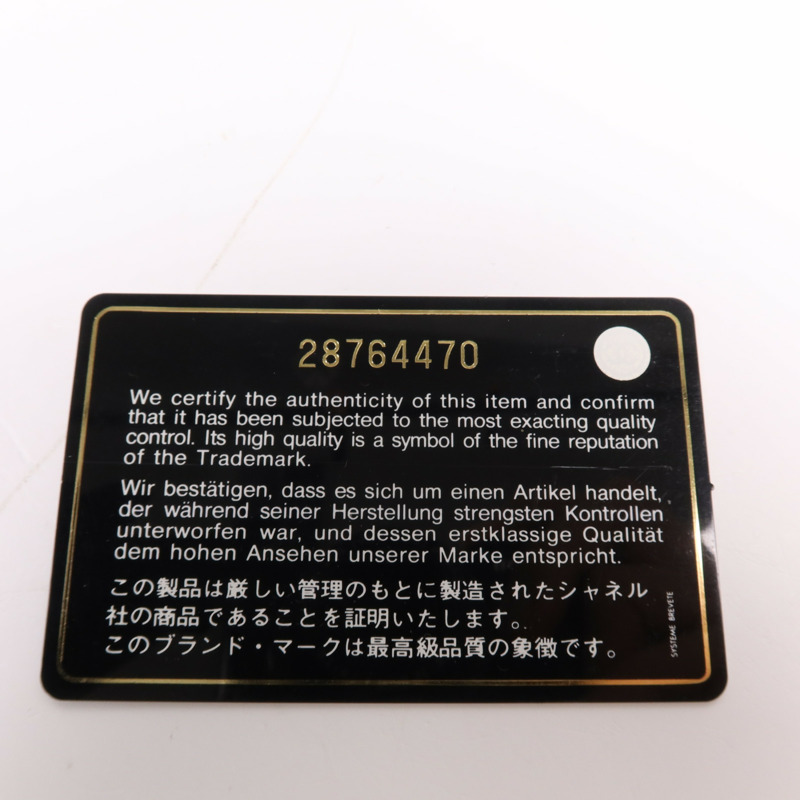 28764470
We certify the authenticity of this item and confirm
that it has been subjected to the most exacting quality
control. Its high quality is a symbol of the fine reputation
of the Trademark.
Wir bestätigen, dass es sich um einen Artikel handelt,
der während seiner Herstellung strengsten Kontrollen
unterworfen war, und dessen erstklassige Qualität
dem hohen Ansehen unserer Marke entspricht.
この製品は厳しい管理のもとに製造されたシャネル
社の商品であることを証明いたします。
このブランド・マークは最高級品質の象徴です。
SYSTEME BREVETE